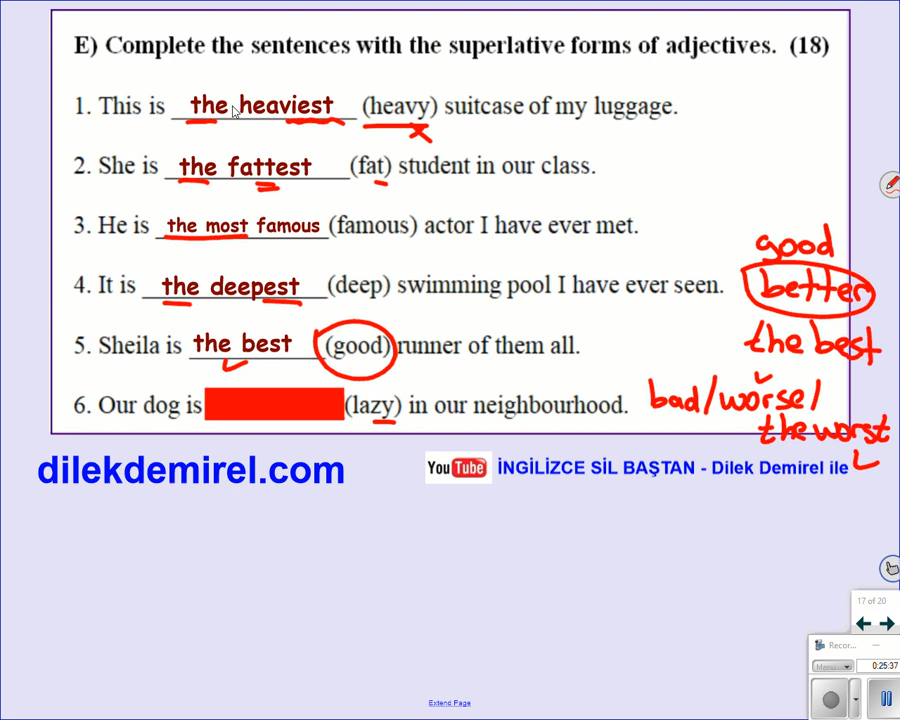 E) Complete the sentences with the superlative forms of adjectives. (18)
1. This is the heaviest (heavy) suitcase of my luggage.
2. She is the fattest (fat) student in our class.
3. He is the most famous (famous) actor I have ever met.
good
4. It is the deepest (deep) swimming pool I have ever seen.
better
5. Sheila is the best (good) runner of them all.
the best
6. Our dog is (lazy) in our neighbourhood.
bad/worse/
the worst
dilekdemirel.com
YouTube İNGİLİZCE SİL BAŞTAN - Dilek Demirel ile
17 of 20
Recor...
Menu
0:25:37
Extend Page